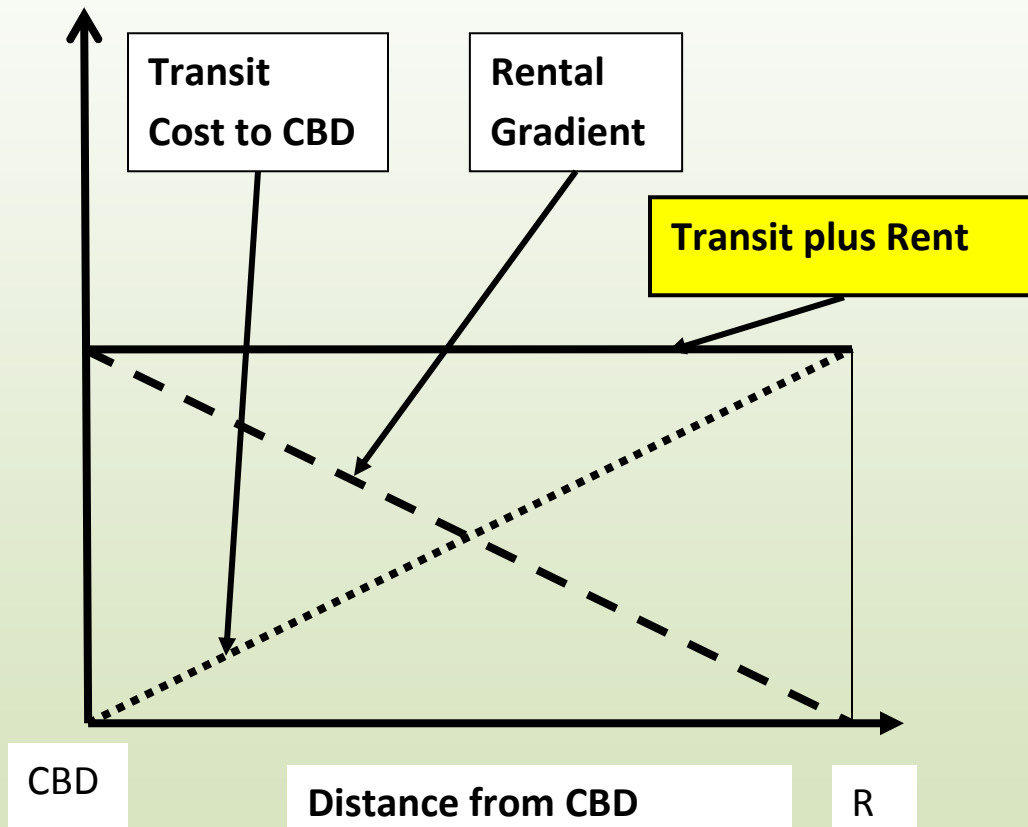 Transit
Cost to CBD
Rental
Gradient
Transit plus Rent
CBD
Distance from CBD
R